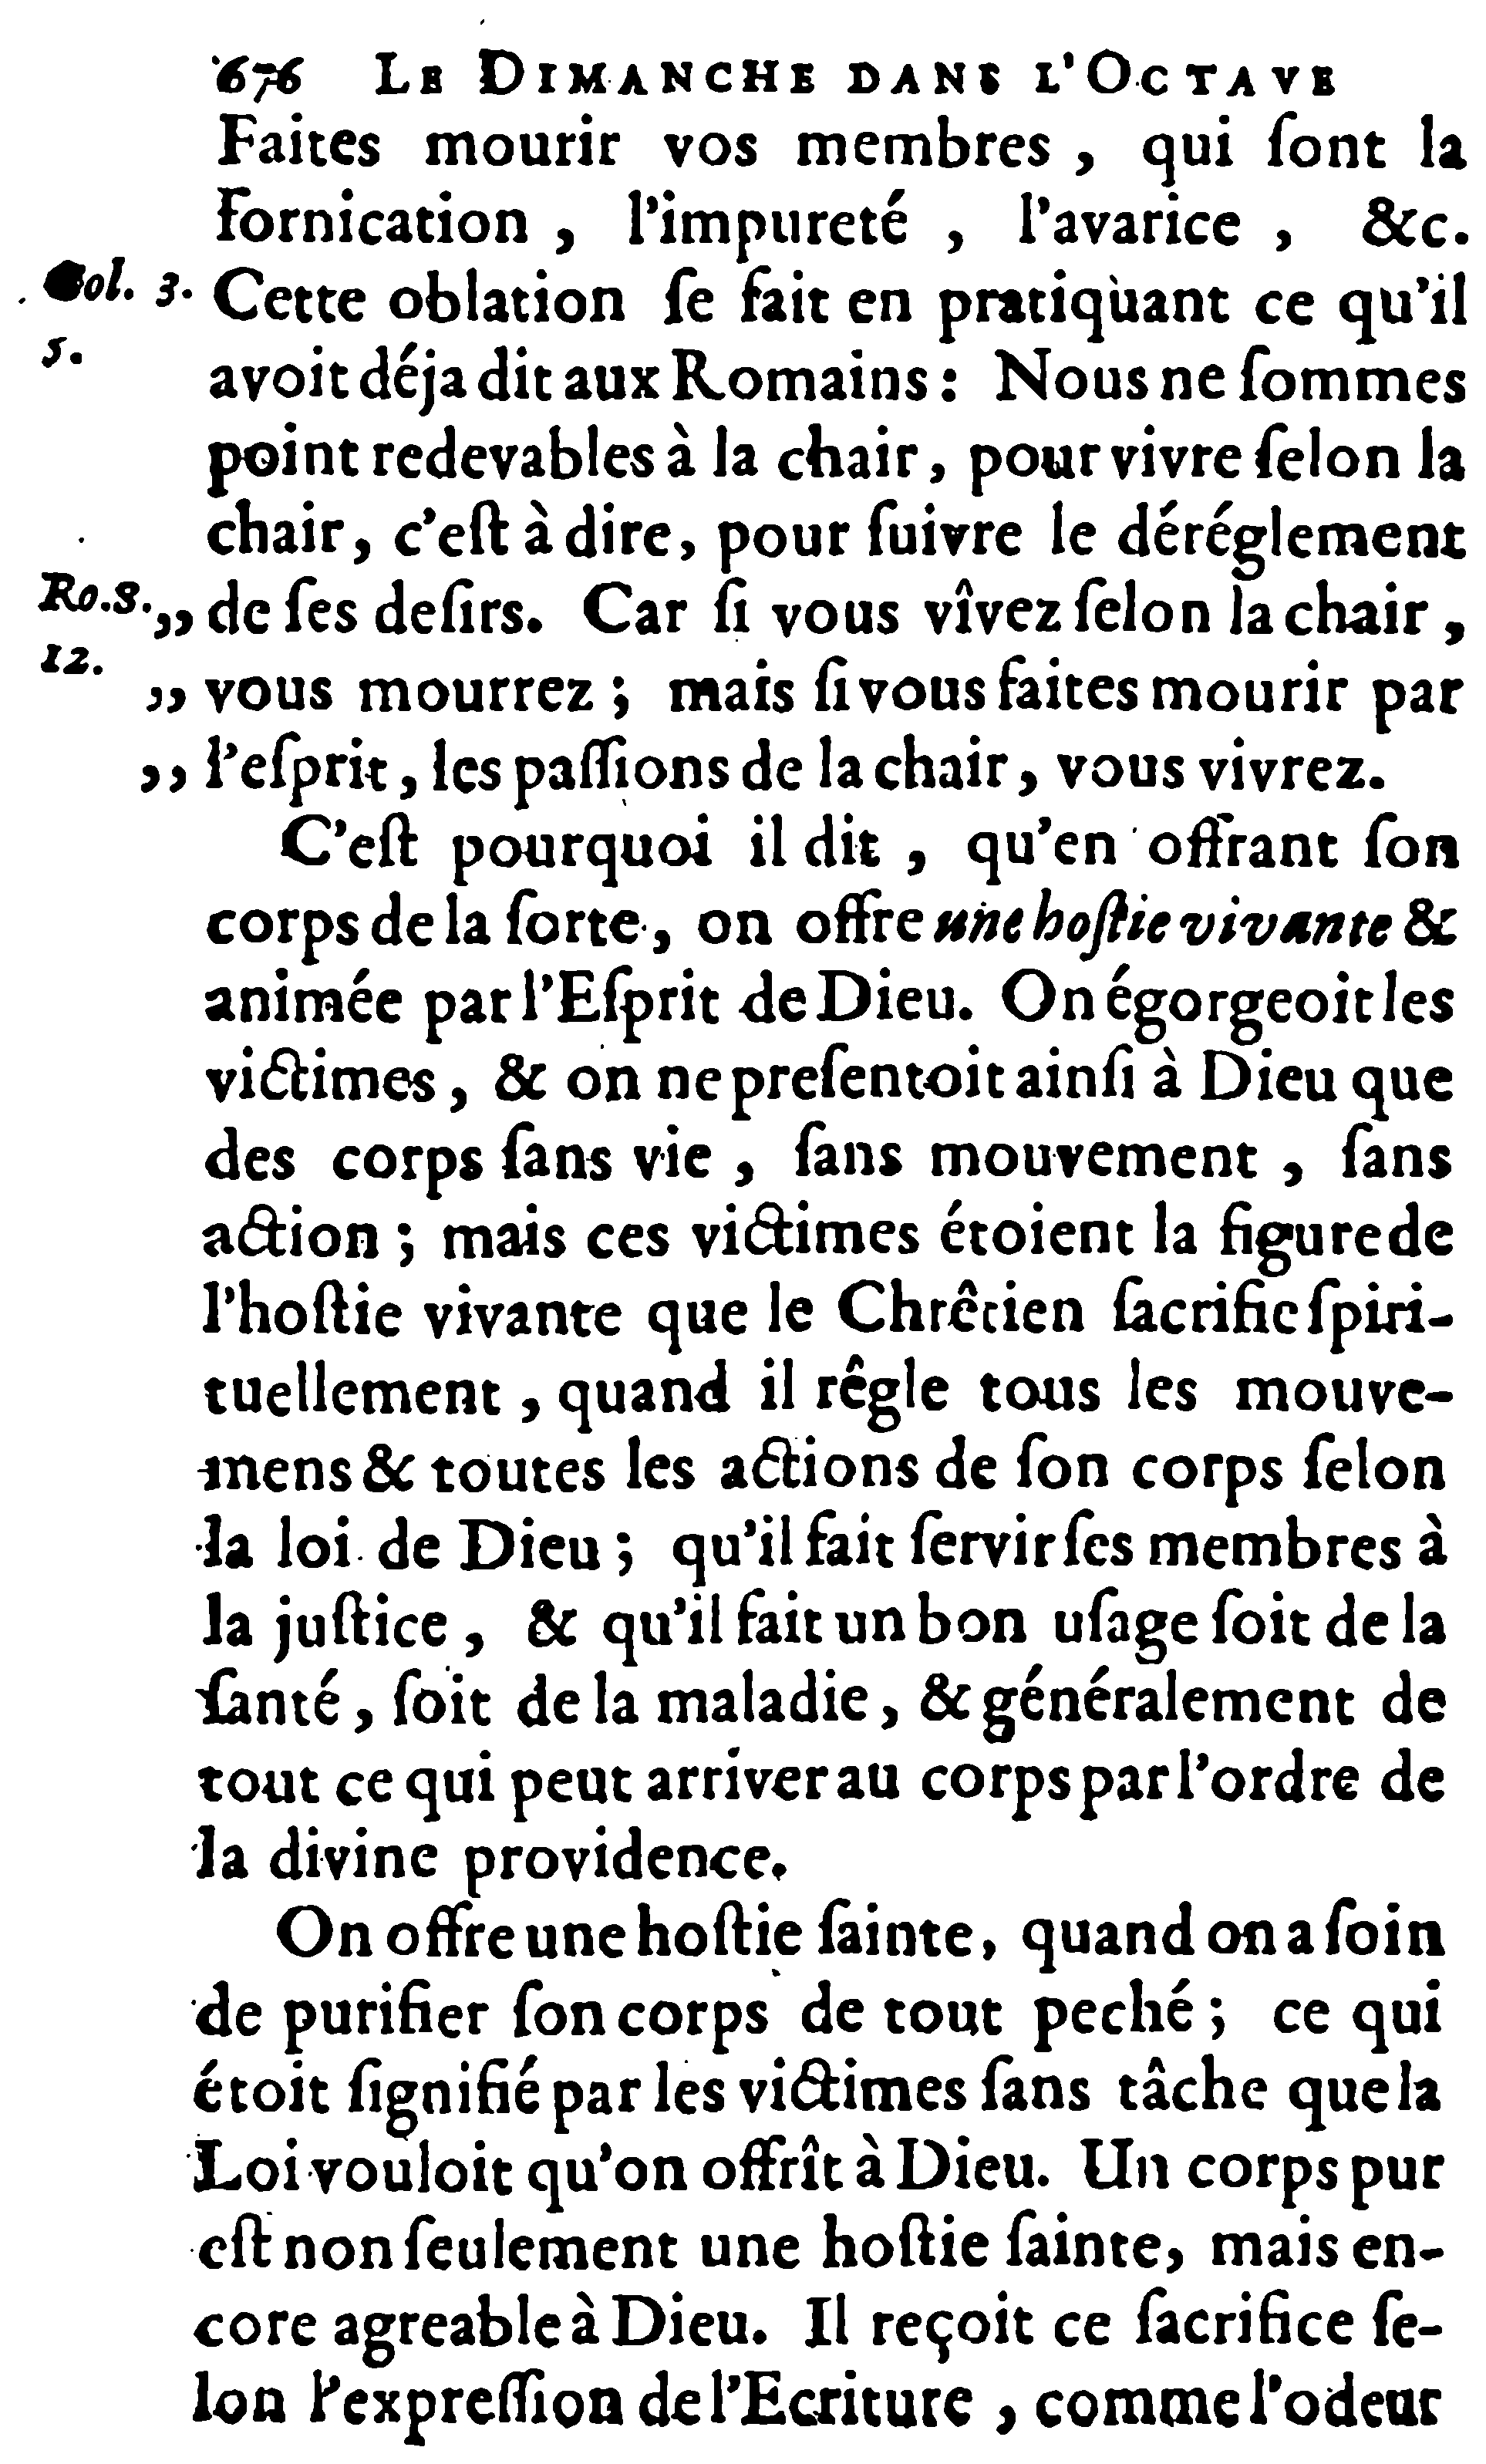 676 LE DIMANCHE DANS L'OCTAVE
Faites mourir vos membres , qui ſont la
fornication , l'impureté , l'avarice , &c.
Col. 3. Cette oblation ſe fait en pratiquant ce qu'il
5. avoit déja dit aux Romains : Nous ne ſommes
point redevables à la chair, pour vivre ſelon la
chair, c'eſt à dire, pour ſuivre le déréglement
Ro. 8. ,, de ſes deſirs. Car ſi vous vîvez ſelon la chair ,
12. ,, vous mourrez ; mais ſi vous faites mourir par
,, l'eſprit, les paſſions de la chair, vous vivrez.
C'eſt pourquoi il dit , qu'en offrant ſon
corps de la ſorte, on offre une hoſtie vivante &
animée par l'Eſprit de Dieu. On égorgeoit les
victimes, & on ne preſentoit ainſi à Dieu que
des corps ſans vie , ſans mouvement , ſans
action ; mais ces victimes étoient la figure de
l'hoſtie vivante que le Chrêtien ſacrifie ſpiri-
tuellement , quand il rêgle tous les mouve-
mens & toutes les actions de ſon corps ſelon
la loi de Dieu ; qu'il fait ſervir ſes membres à
la juſtice , & qu'il fait un bon uſage ſoit de la
ſanté , ſoit de la maladie, & généralement de
tout ce qui peut arriver au corps par l'ordre de
la divine providence.
On offre une hoſtie ſainte, quand on a ſoin
de purifier ſon corps de tout peché ; ce qui
étoit ſignifié par les victimes ſans tâche que la
Loi vouloit qu'on offrît à Dieu. Un corps pur
eſt non ſeulement une hoſtie ſainte, mais en-
core agreable à Dieu. Il reçoit ce ſacrifice ſe-
lon l'expreſſion de l'Ecriture , comme l'odeur